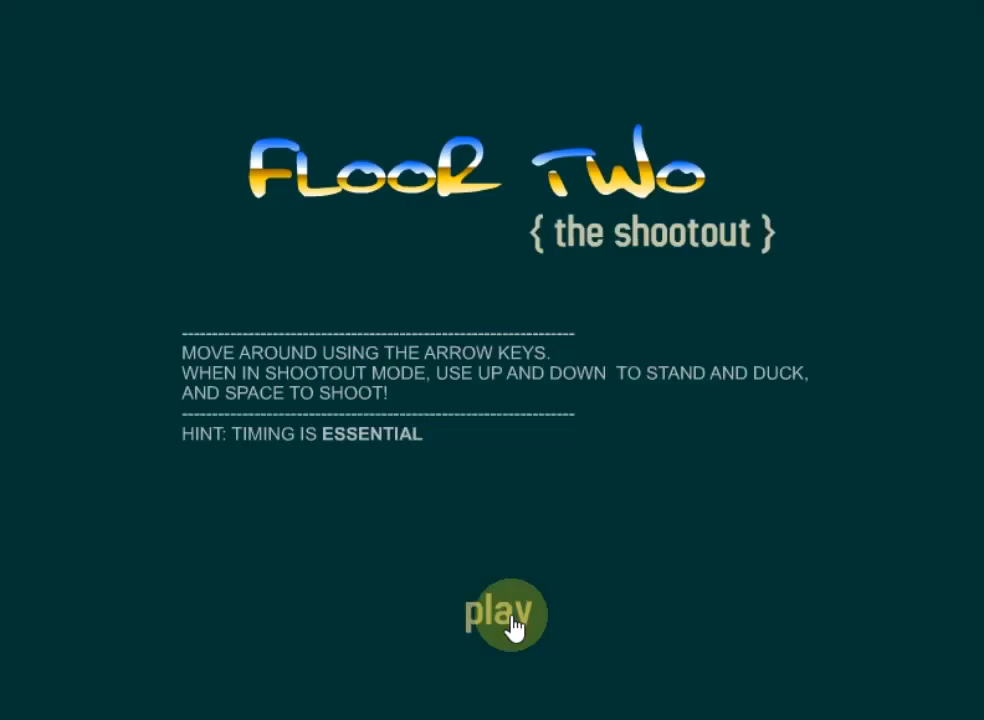 FLOOR TWO
{ the shootout }
-----------------------------------------------------------------
MOVE AROUND USING THE ARROW KEYS.
WHEN IN SHOOTOUT MODE, USE UP AND DOWN TO STAND AND DUCK,
AND SPACE TO SHOOT!
-----------------------------------------------------------------
HINT: TIMING IS ESSENTIAL
play